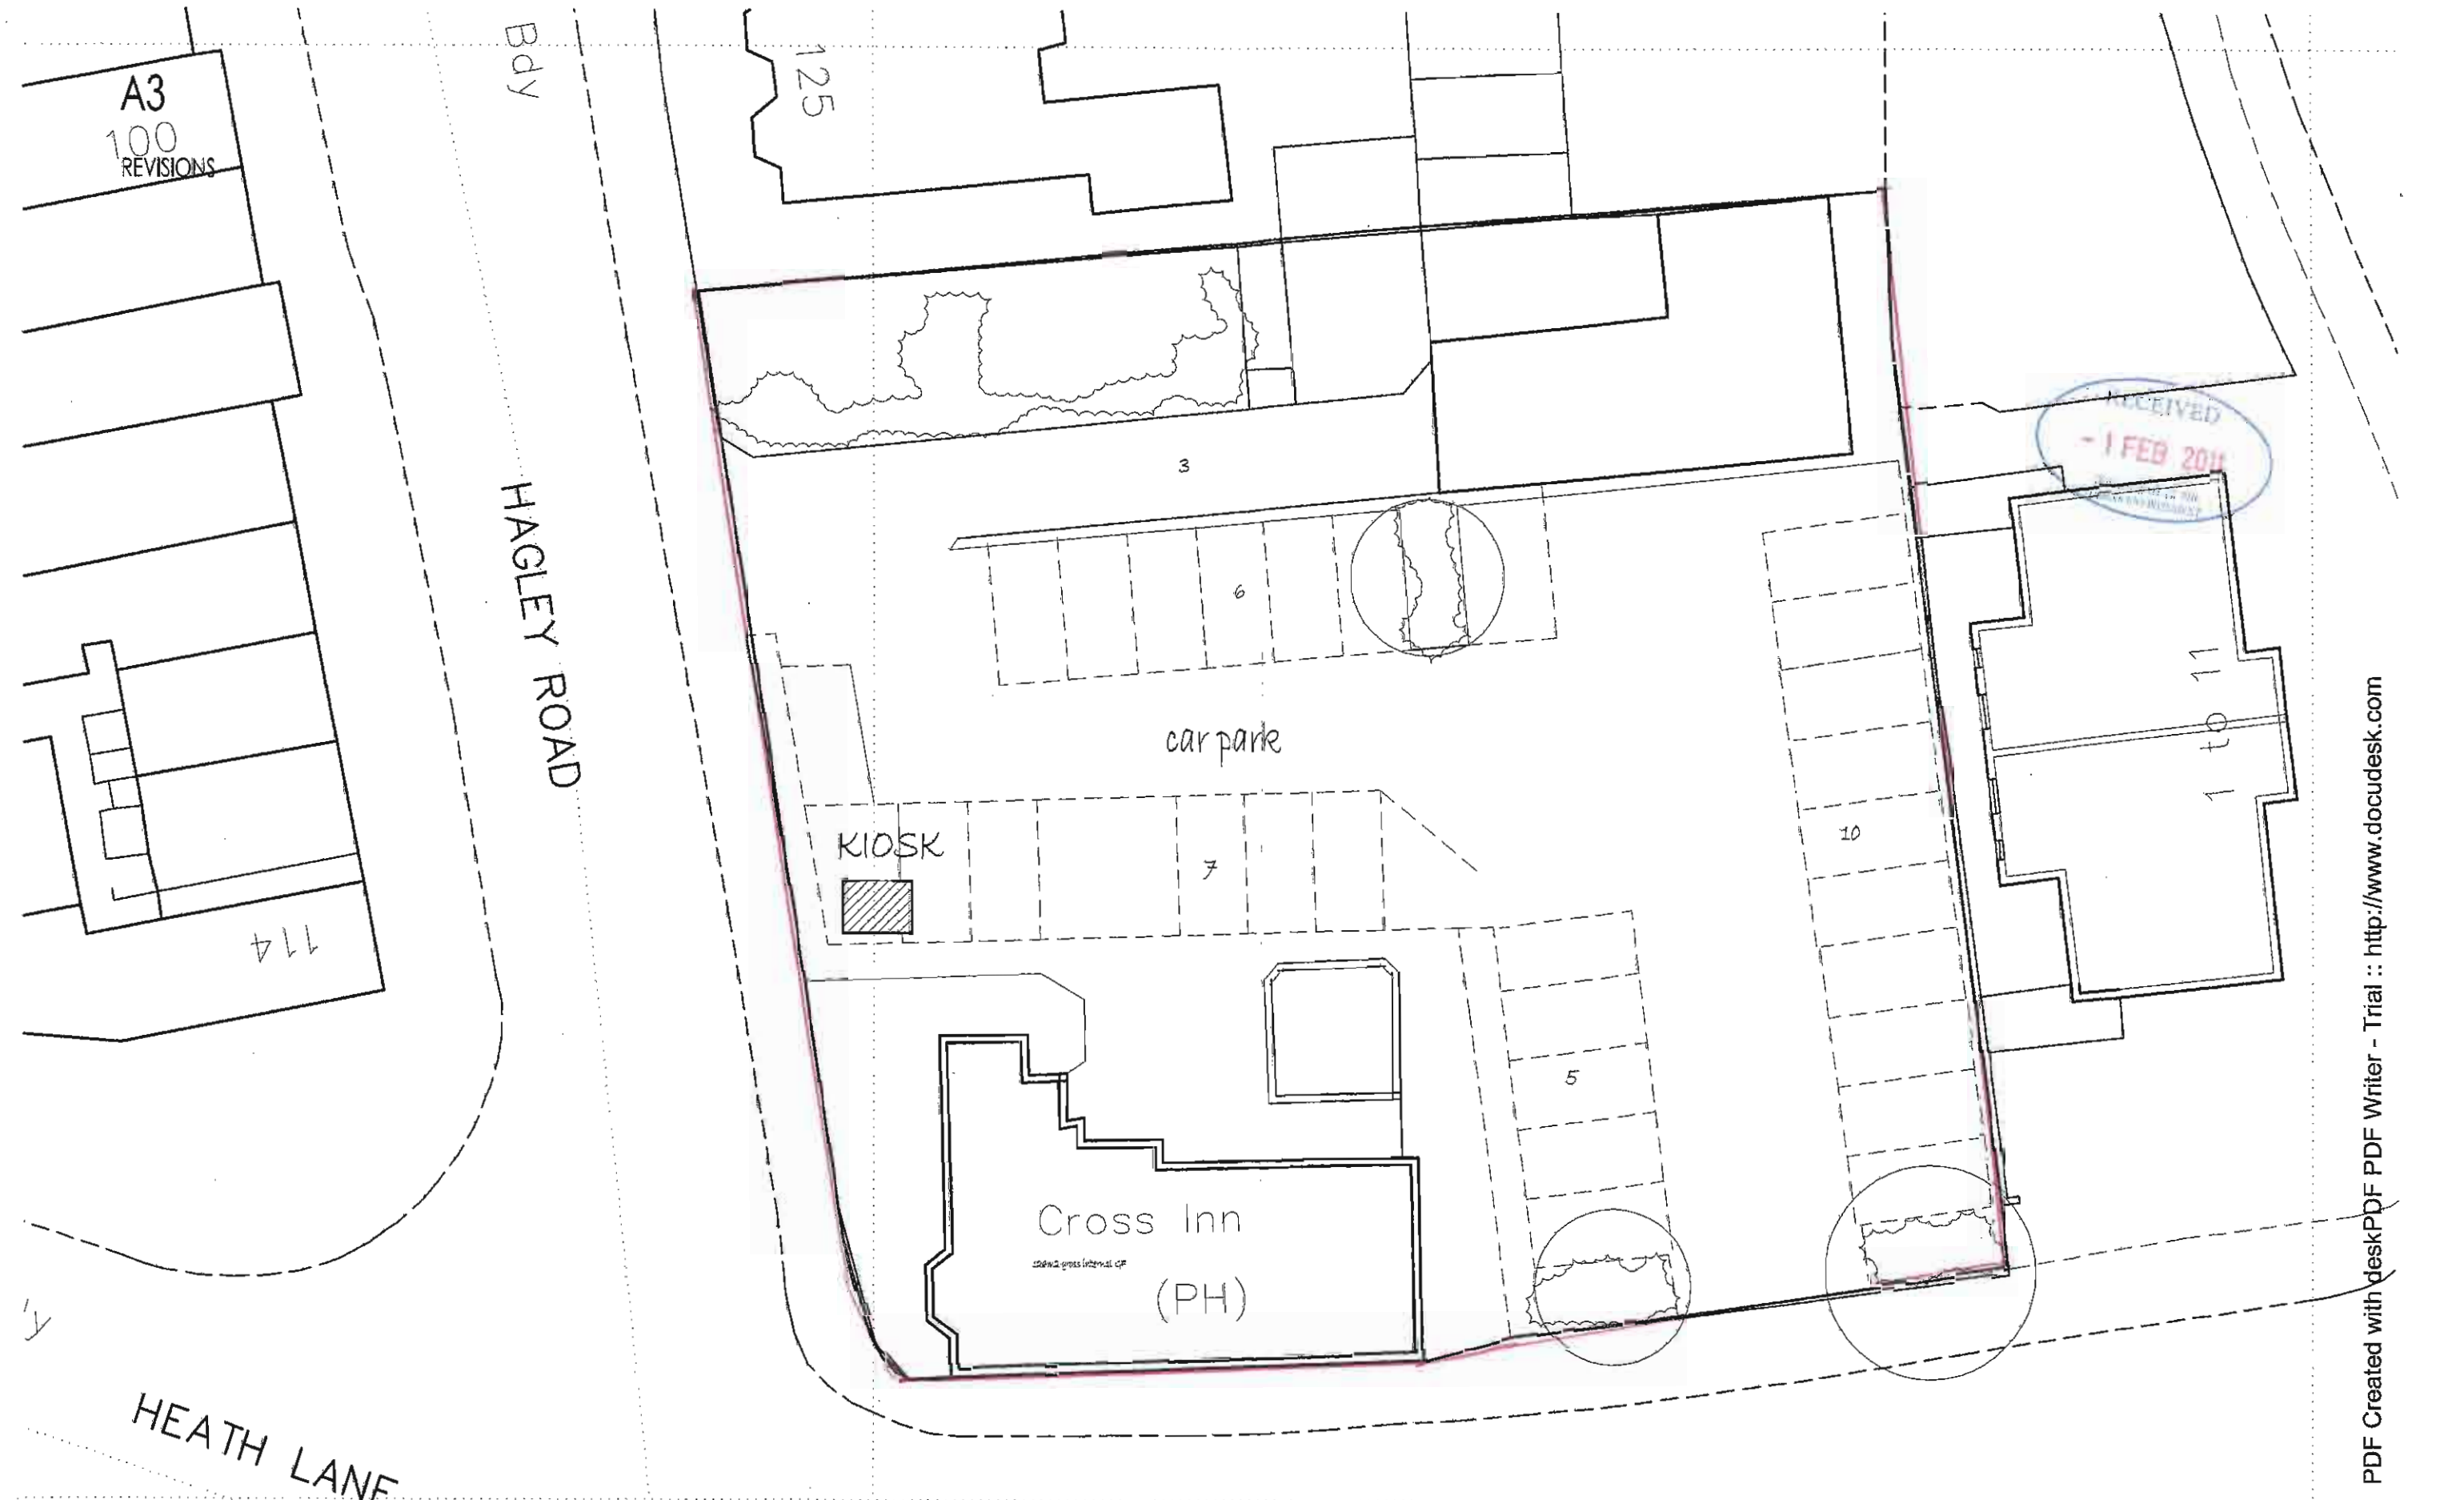 Bdy
125
A3
100
REVISIONS
RECEIVED
- 1 FEB 2011
3
HAGLEY ROAD
6
1 to 11
car park
KIOSK
7
10
114
5
Cross Inn
(PH)
HEATH LANE
PDF Created with deskPDF PDF Writer - Trial :: http://www.docudesk.com